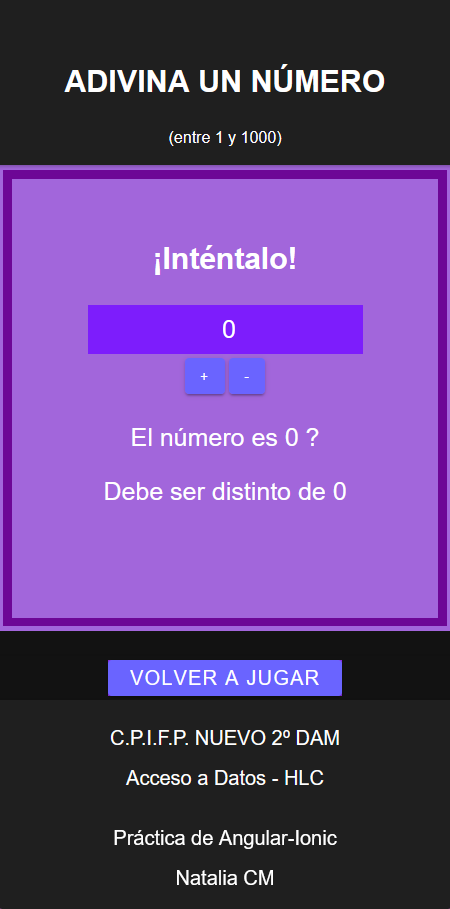 ADIVINA UN NÚMERO
(entre 1 y 1000)
¡Inténtalo!
0
+ -
El número es 0 ?
Debe ser distinto de 0
VOLVER A JUGAR
C.P.I.F.P. NUEVO 2º DAM
Acceso a Datos - HLC
Práctica de Angular-Ionic
Natalia CM